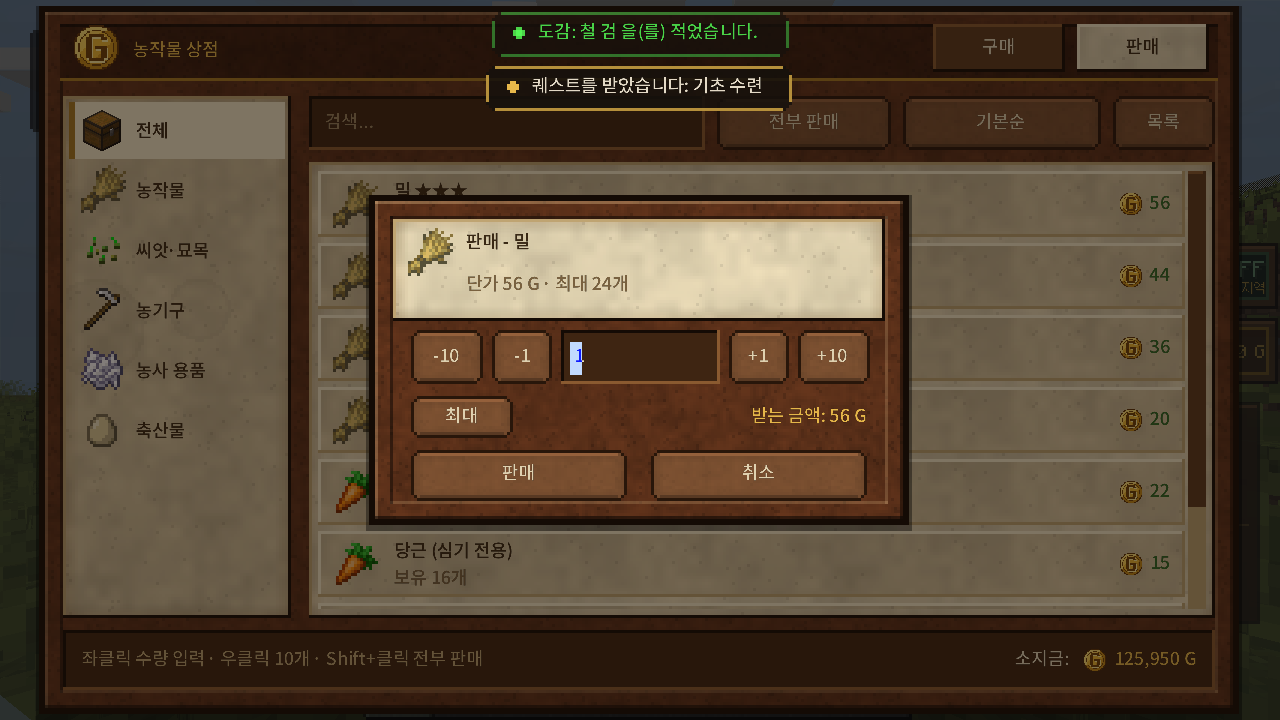 도감: 철 검 을(를) 적었습니다.
퀘스트를 받았습니다: 기초 수련
농작물 상점
구매
판매
전체
농작물
씨앗·묘목
농기구
농사 용품
축산물
검색...
전부 판매
기본순
목록
밀 ★★★
56
44
36
20
22
당근 (심기 전용)
보유 16개
15
판매 - 밀
단가 56 G · 최대 24개
-10
-1
1
+1
+10
최대
받는 금액: 56 G
판매
취소
FF
지역
G
좌클릭 수량 입력 · 우클릭 10개 · Shift+클릭 전부 판매
소지금:
125,950 G